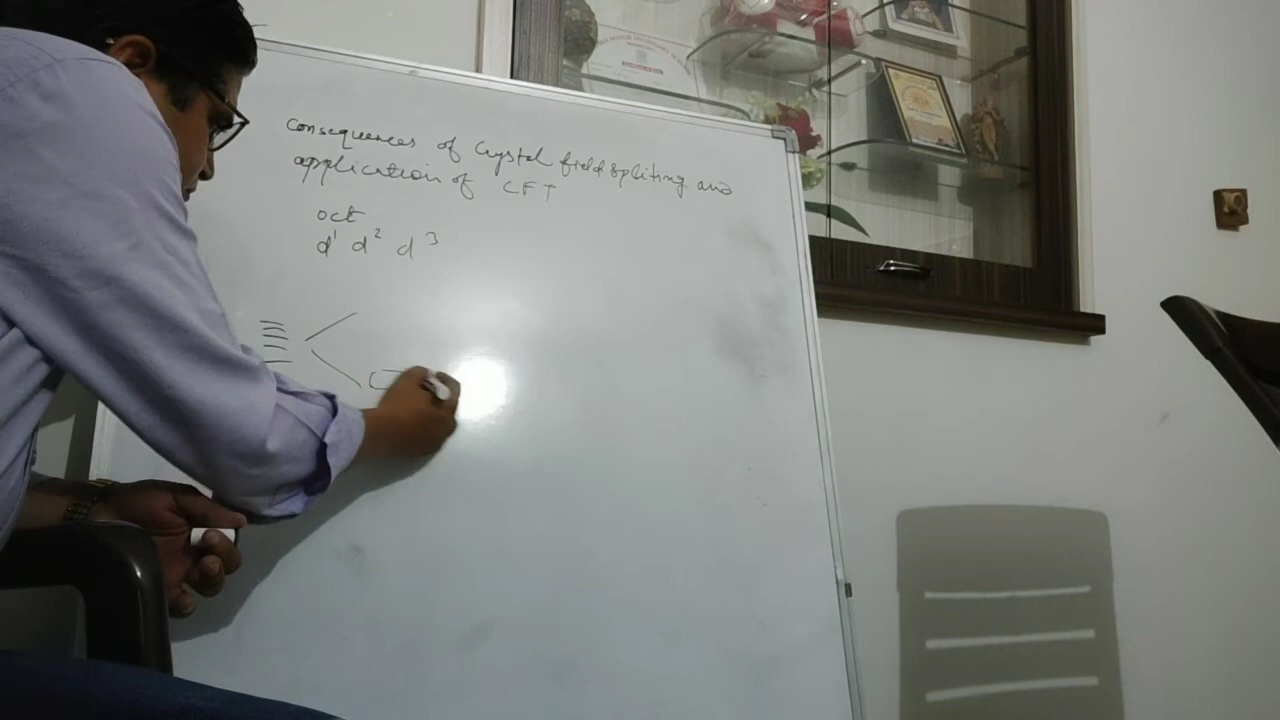 Consequences of Crystal field spliting and
application of CFT
oct
d¹ d² d³